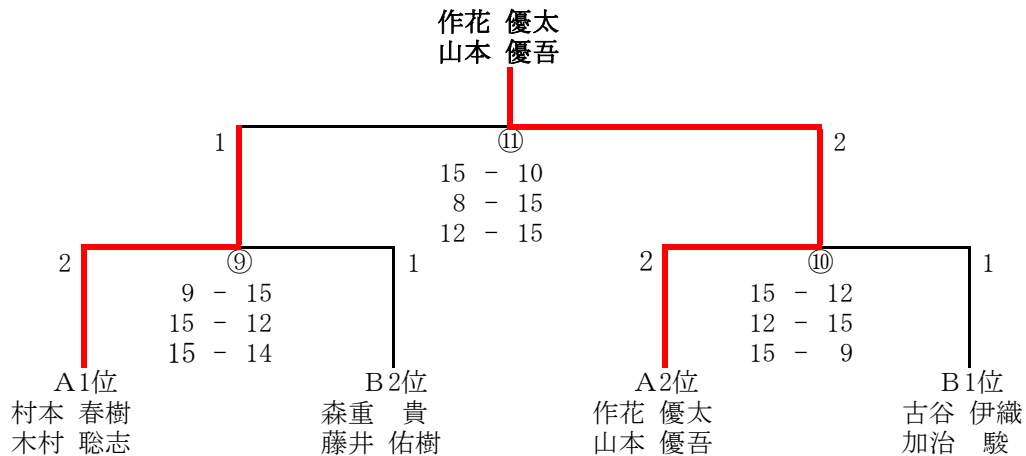 作花 優太
山本 優吾
1 ⑪ 2
15 - 10
8 - 15
12 - 15
2 ⑨ 1 2 ⑩ 1
9 - 15 15 - 12
15 - 12 12 - 15
15 - 14 15 - 9
A1位 B2位 A2位 B1位
村本 春樹 森重 貴 作花 優太 古谷 伊織
木村 聡志 藤井 佑樹 山本 優吾 加治 駿